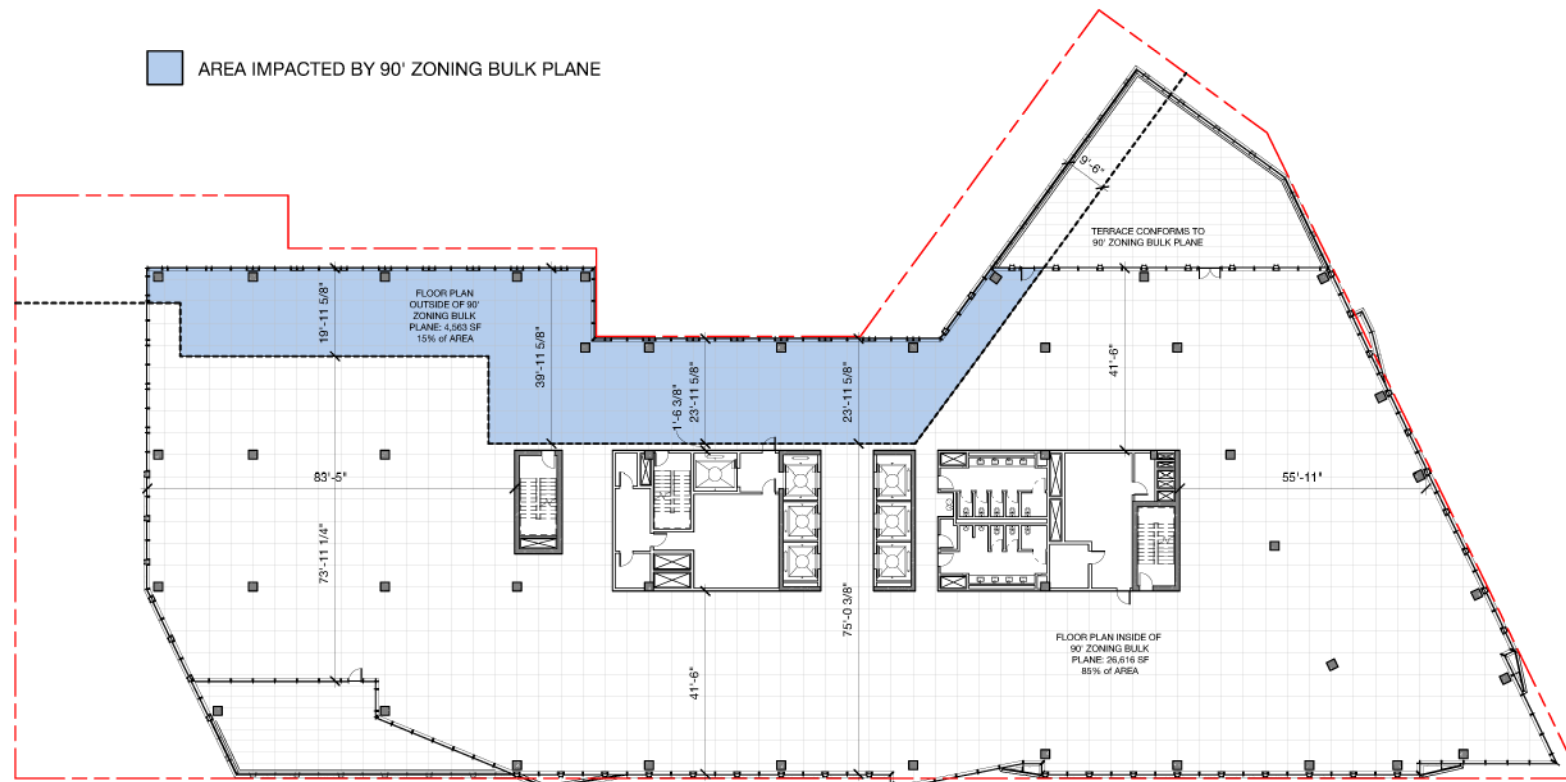 AREA IMPACTED BY 90' ZONING BULK PLANE
9'-6"
TERRACE CONFORMS TO
90' ZONING BULK PLANE
FLOOR PLAN
OUTSIDE OF 90'
ZONING BULK
PLANE: 4,563 SF
15% of AREA
19'-11 5/8"
39'-11 5/8"
1'-6 3/8"
23'-11 5/8"
23'-11 5/8"
41'-6"
83'-5"
55'-11"
73'-11 1/4"
75'-0 3/8"
41'-6"
FLOOR PLAN INSIDE OF
90' ZONING BULK
PLANE: 26,616 SF
85% of AREA